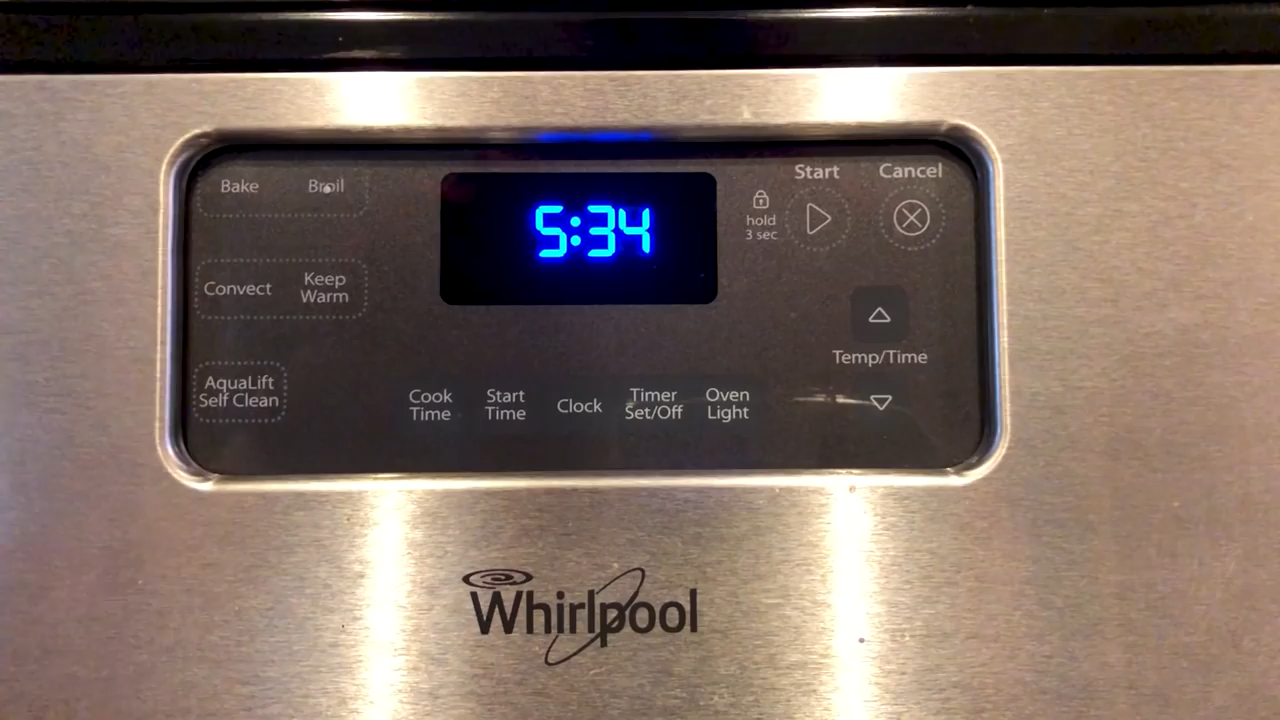 Bake Broil
5:34
Start Cancel
hold
3 sec
Convect
Keep
Warm
Temp/Time
AquaLift
Self Clean
Cook
Time
Start
Time
Clock
Timer
Set/Off
Oven
Light
Whirlpool